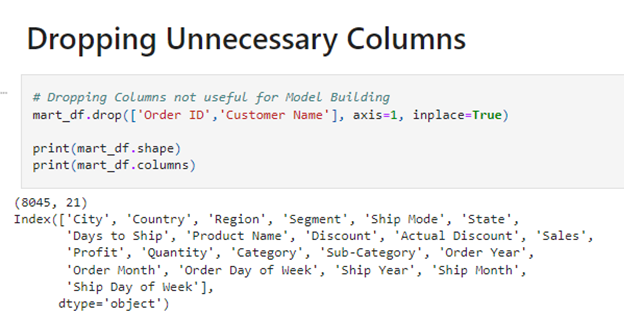 Dropping Unnecessary Columns
# Dropping Columns not useful for Model Building
mart_df.drop(['Order ID','Customer Name'], axis=1, inplace=True)
print(mart_df.shape)
print(mart_df.columns)
(8045, 21)
Index(['City', 'Country', 'Region', 'Segment', 'Ship Mode', 'State',
'Days to Ship', 'Product Name', 'Discount', 'Actual Discount', 'Sales',
'Profit', 'Quantity', 'Category', 'Sub-Category', 'Order Year',
'Order Month', 'Order Day of Week', 'Ship Year', 'Ship Month',
'Ship Day of Week'],
dtype='object')